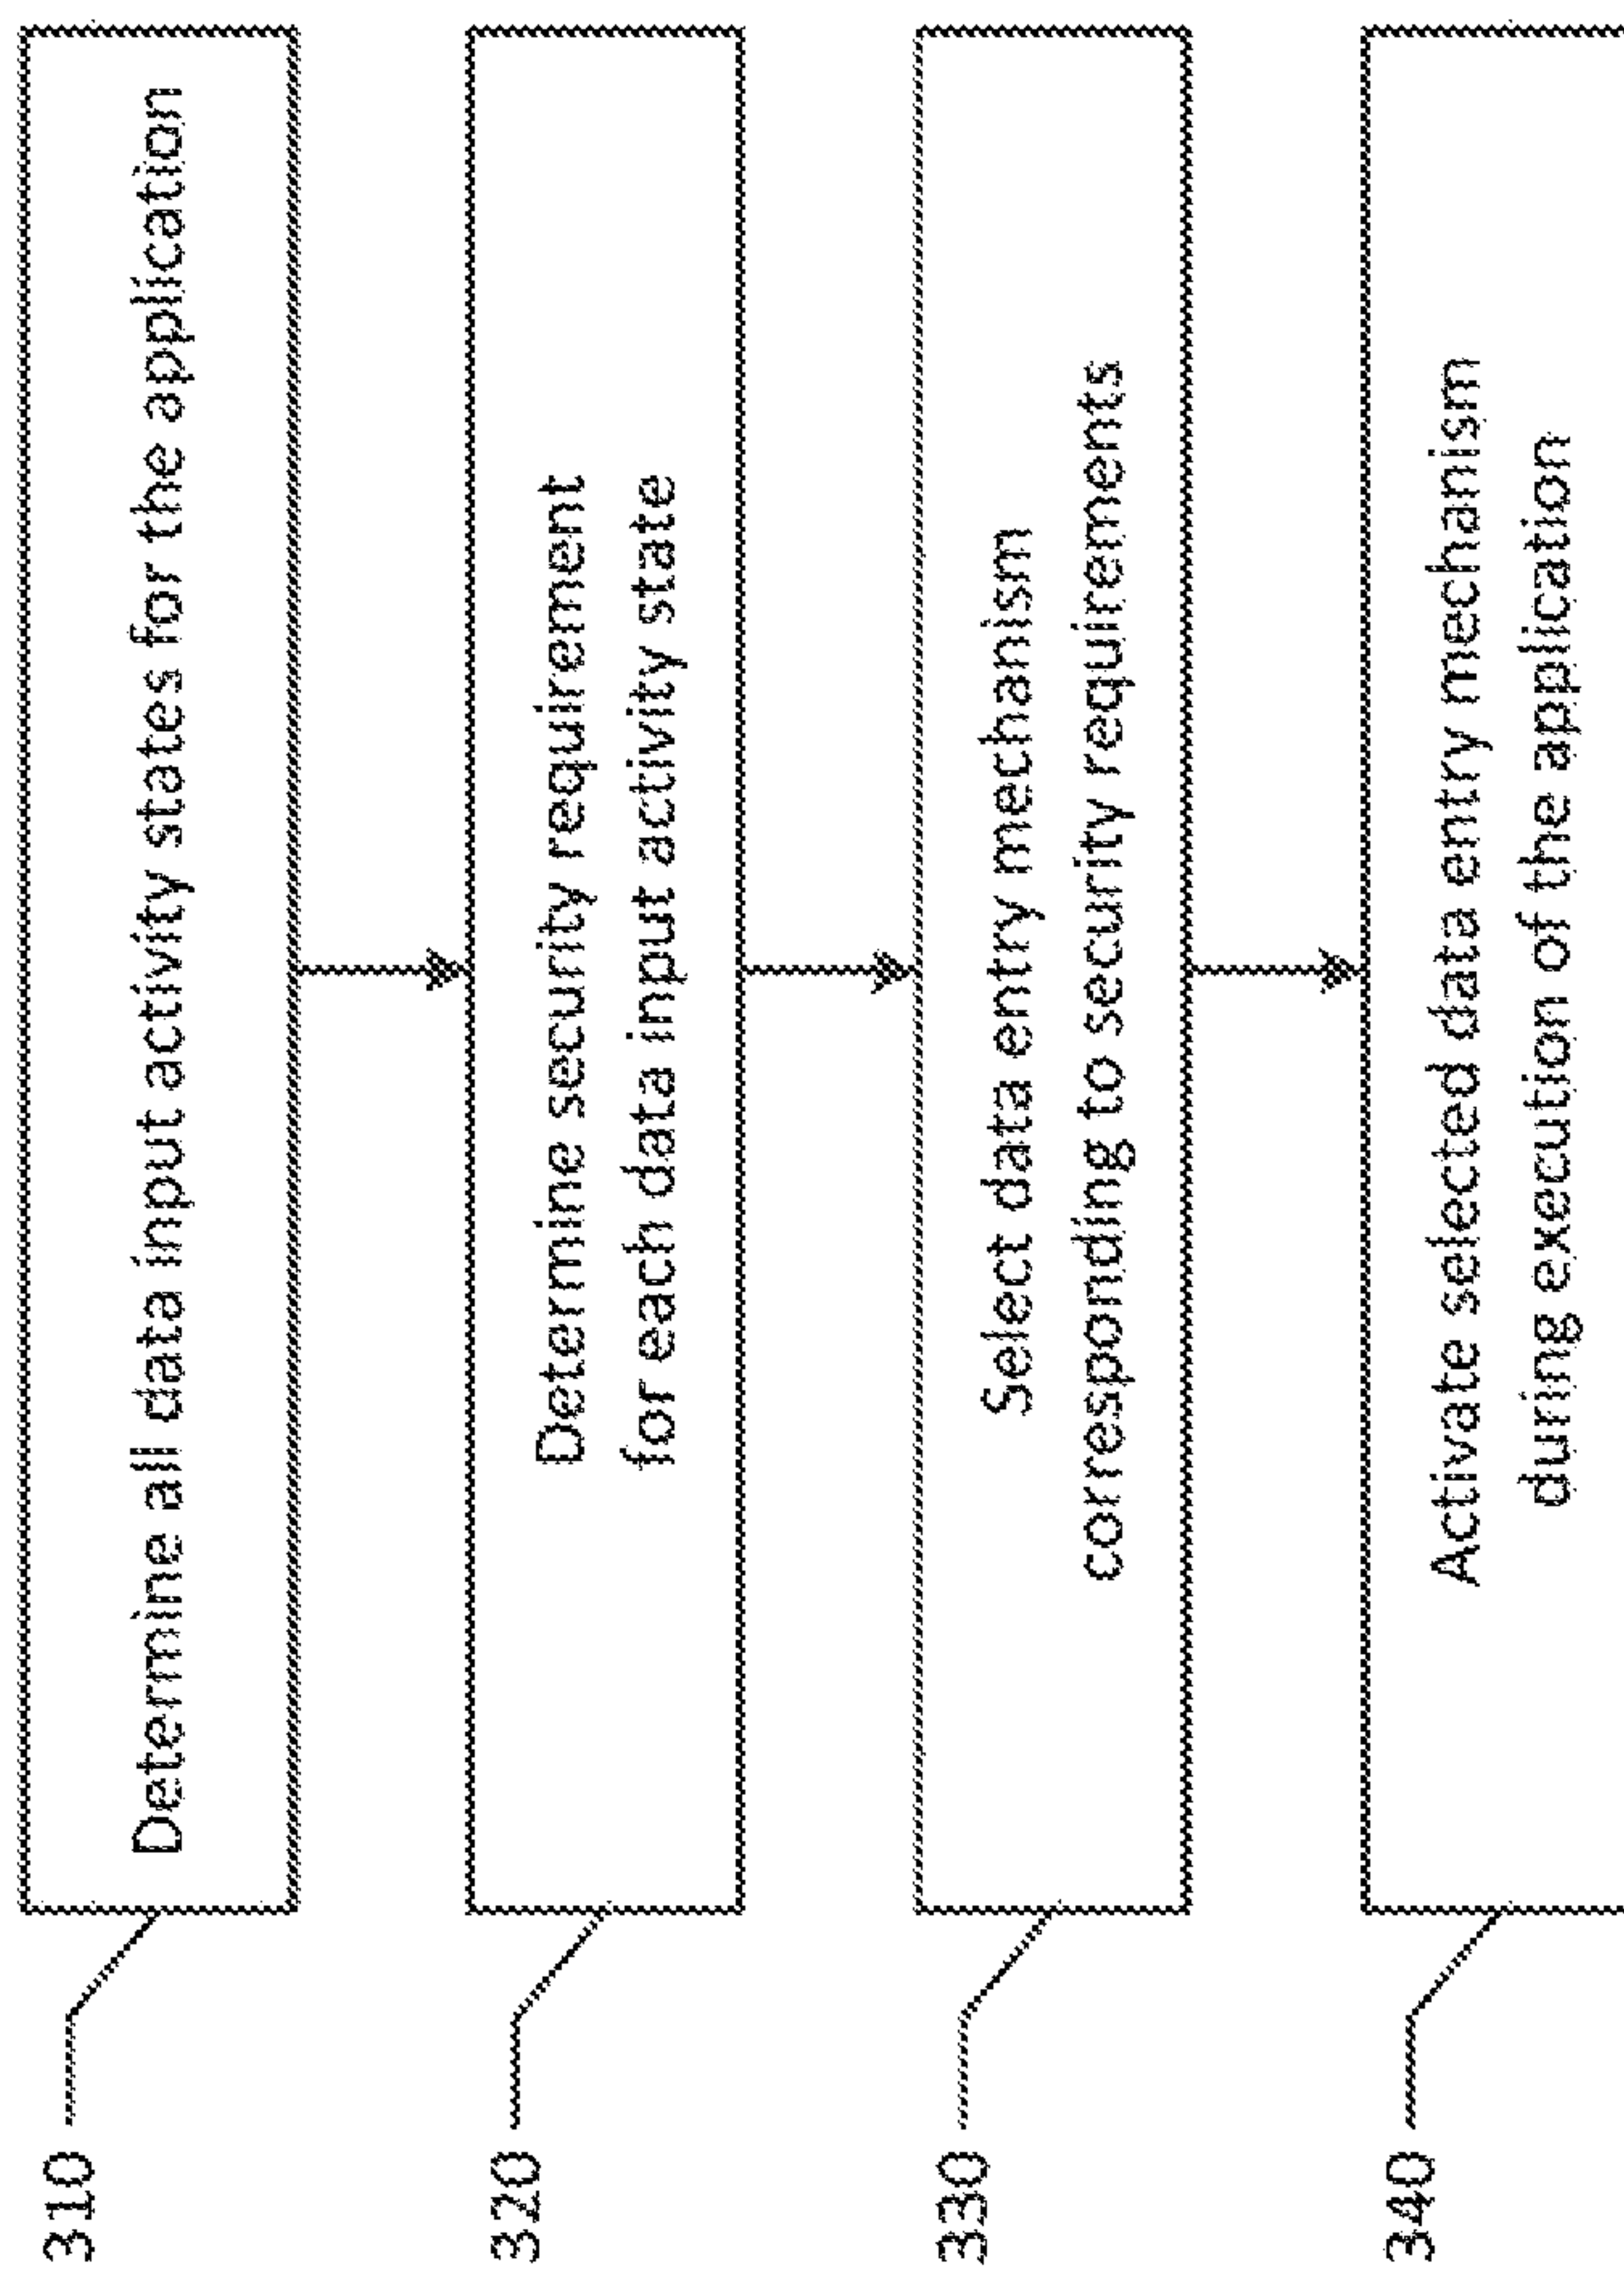 310
Determine all data input activity states for the application
320
Determine security requirement
for each data input activity state
330
Select data entry mechanism
corresponding to security requirements
340
Activate selected data entry mechanism
during execution of the application